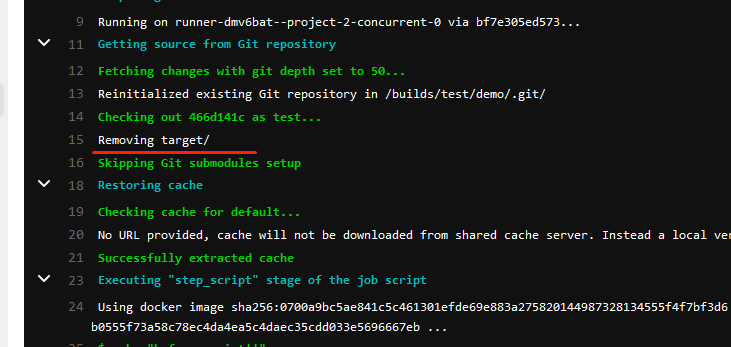 9 Running on runner-dmv6bat--project-2-concurrent-0 via bf7e305ed573...
11 Getting source from Git repository
12 Fetching changes with git depth set to 50...
13 Reinitialized existing Git repository in /builds/test/demo/.git/
14 Checking out 466d141c as test...
15 Removing target/
16 Skipping Git submodules setup
18 Restoring cache
19 Checking cache for default...
20 No URL provided, cache will not be downloaded from shared cache server. Instead a local ver
21 Successfully extracted cache
23 Executing "step_script" stage of the job script
24 Using docker image sha256:0700a9bc5ae841c5c461301efde69e883a275820144987328134555f4f7bf3d6
b0555f73a58c78ec4da4ea5c4daec35cdd033e5696667eb ...